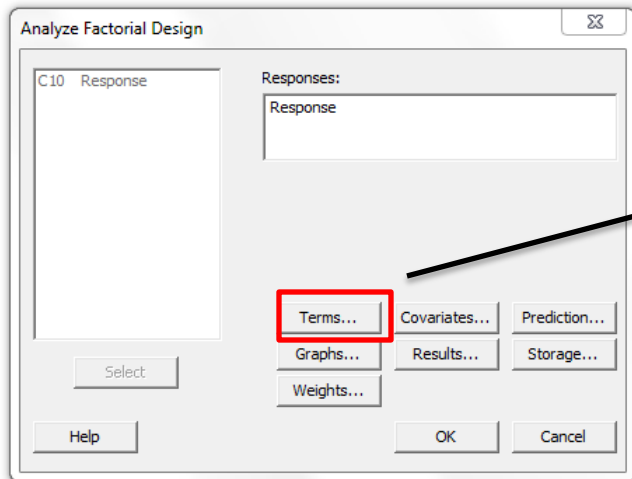 Analyze Factorial Design
C10 Response
Responses:
Response
Terms...
Covariates...
Prediction...
Graphs...
Results...
Storage...
Select
Weights...
Help
OK
Cancel